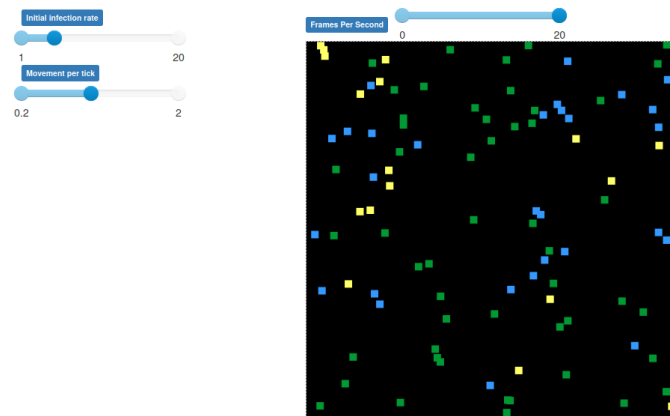 Initial infection rate
1 20
Movement per tick
0.2 2
Frames Per Second
0 20